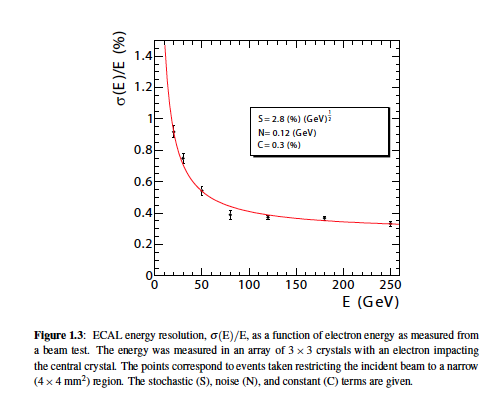 σ(E)/E (%)
1.4
1.2
1
0.8
0.6
0.4
0.2
0
S= 2.8 (%) (GeV)^½
N= 0.12 (GeV)
C= 0.3 (%)
0 50 100 150 200 250
E (GeV)
Figure 1.3: ECAL energy resolution, σ(E)/E, as a function of electron energy as measured from
a beam test. The energy was measured in an array of 3 × 3 crystals with an electron impacting
the central crystal. The points correspond to events taken restricting the incident beam to a narrow
(4 × 4 mm²) region. The stochastic (S), noise (N), and constant (C) terms are given.